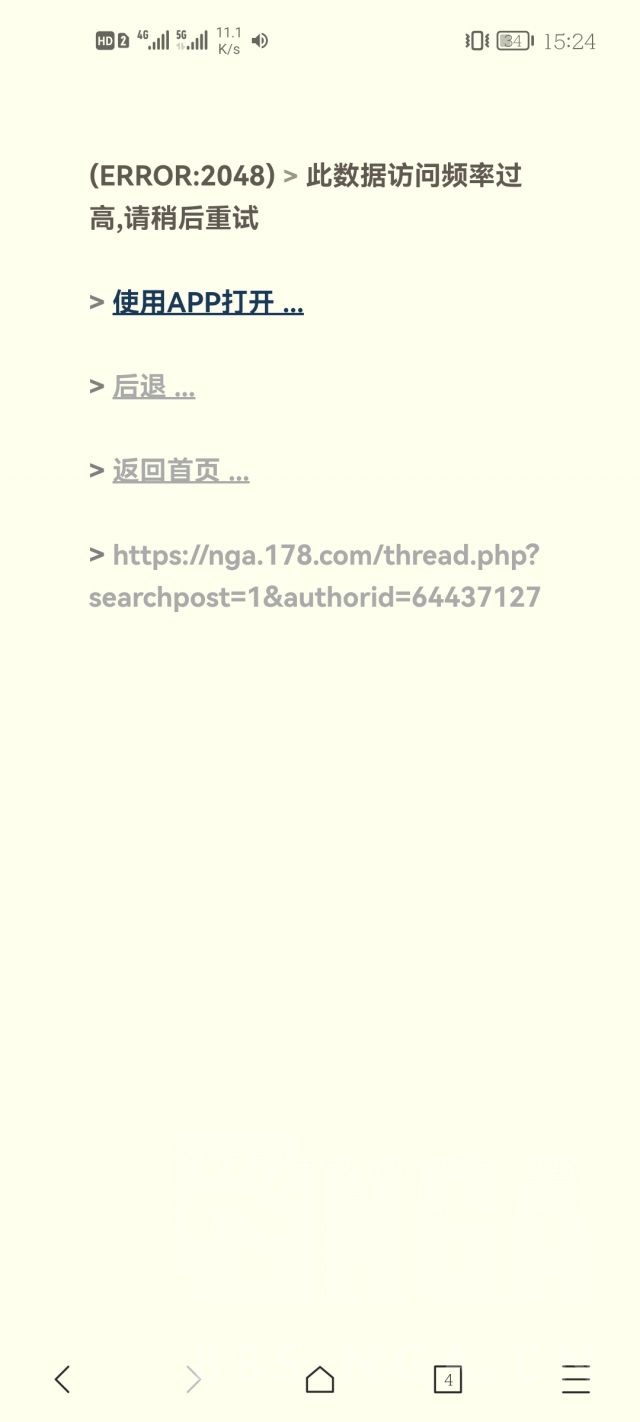 HD 2 4G 5G 11.1 K/s 34 15:24
(ERROR:2048) > 此数据访问频率过
高,请稍后重试
> 使用APP打开 ...
> 后退 ...
> 返回首页 ...
> https://nga.178.com/thread.php?
searchpost=1&authorid=64437127
4